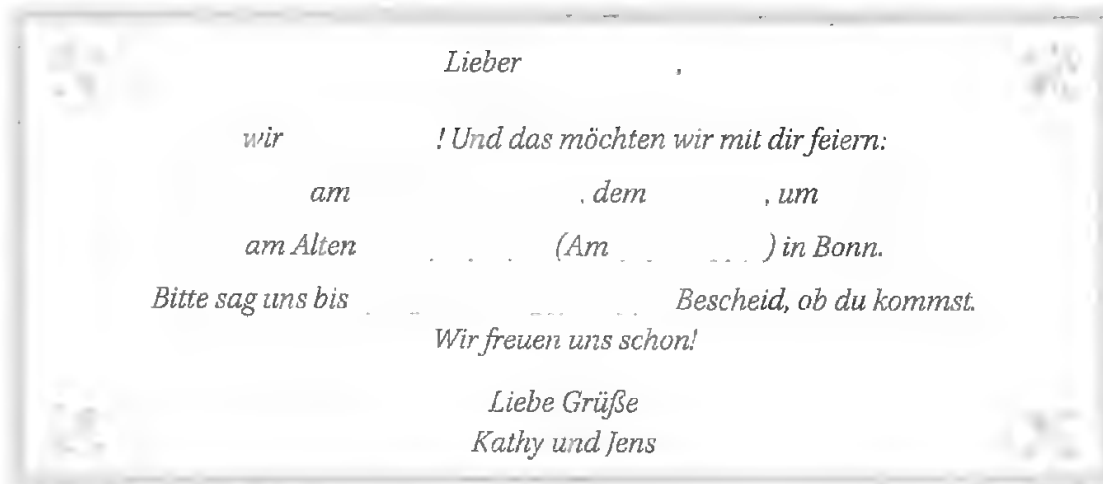 Lieber ,
wir ! Und das möchten wir mit dir feiern:
am , dem , um
am Alten (Am ) in Bonn.
Bitte sag uns bis Bescheid, ob du kommst.
Wir freuen uns schon!
Liebe Grüße
Kathy und Jens